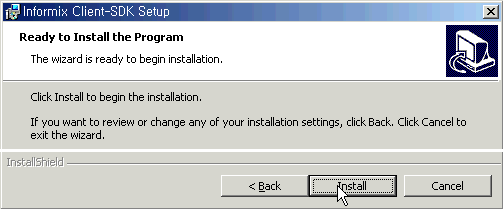 Informix Client-SDK Setup
Ready to Install the Program
The wizard is ready to begin installation.
Click Install to begin the installation.
If you want to review or change any of your installation settings, click Back. Click Cancel to
exit the wizard.
InstallShield
< Back
Install
Cancel